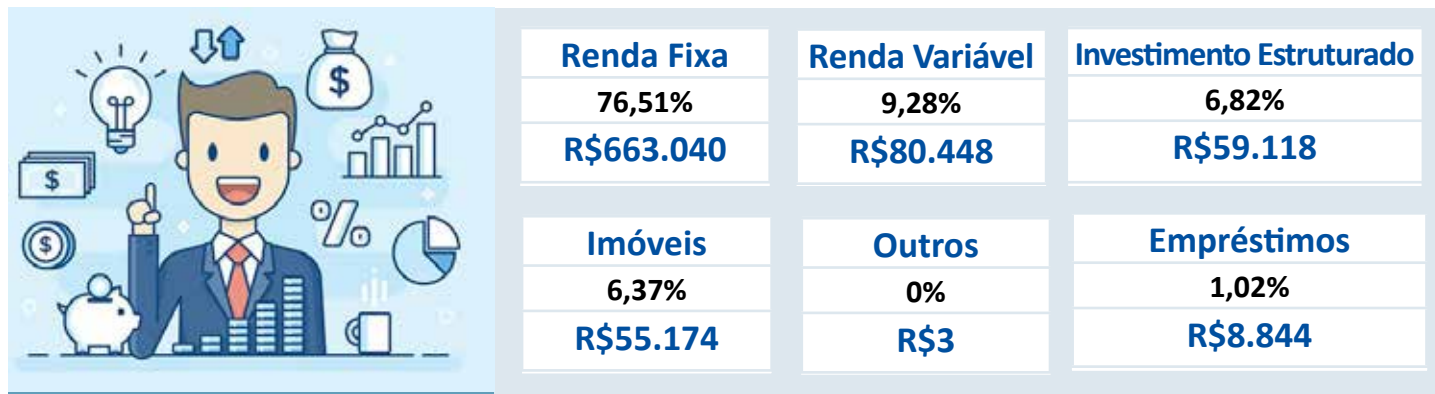 Renda Fixa
76,51%
R$663.040
Renda Variável
9,28%
R$80.448
Investimento Estruturado
6,82%
R$59.118
Imóveis
6,37%
R$55.174
Outros
0%
R$3
Empréstimos
1,02%
R$8.844
$
$
$
%